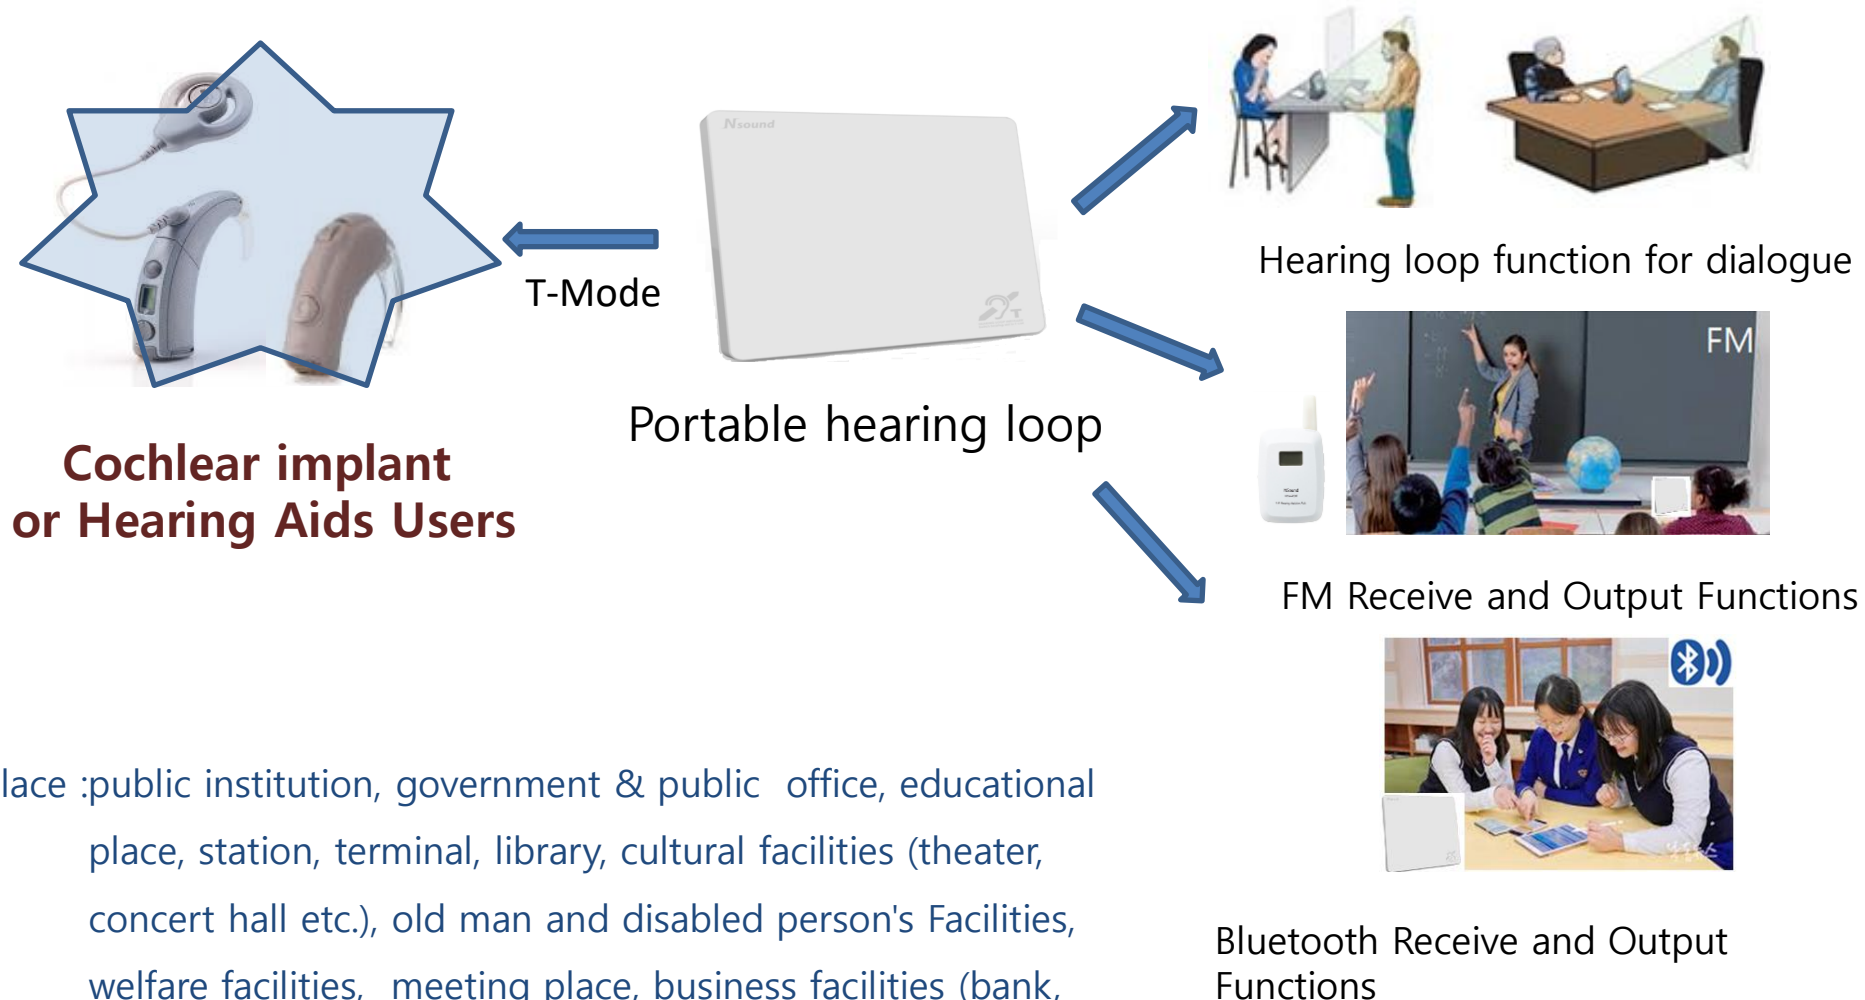 Nsound
T
T-Mode
Portable hearing loop
Cochlear implant
or Hearing Aids Users
Hearing loop function for dialogue
FM
FM Receive and Output Functions
Bluetooth Receive and Output
Functions
lace :public institution, government & public office, educational
place, station, terminal, library, cultural facilities (theater,
concert hall etc.), old man and disabled person's Facilities,
welfare facilities, meeting place, business facilities (bank,